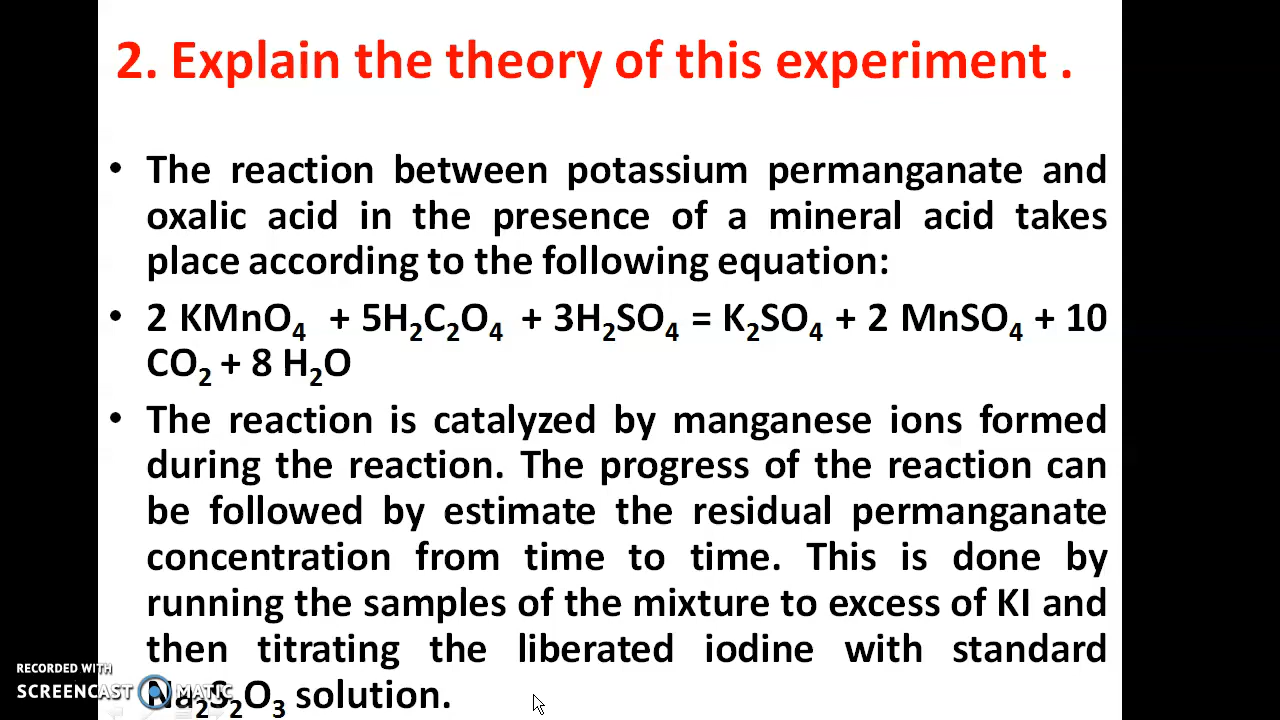 2. Explain the theory of this experiment .
• The reaction between potassium permanganate and
oxalic acid in the presence of a mineral acid takes
place according to the following equation:
• 2 KMnO₄ + 5H₂C₂O₄ + 3H₂SO₄ = K₂SO₄ + 2 MnSO₄ + 10
CO₂ + 8 H₂O
• The reaction is catalyzed by manganese ions formed
during the reaction. The progress of the reaction can
be followed by estimate the residual permanganate
concentration from time to time. This is done by
running the samples of the mixture to excess of KI and
then titrating the liberated iodine with standard
Na₂S₂O₃ solution.
RECORDED WITH
SCREENCAST MATIC